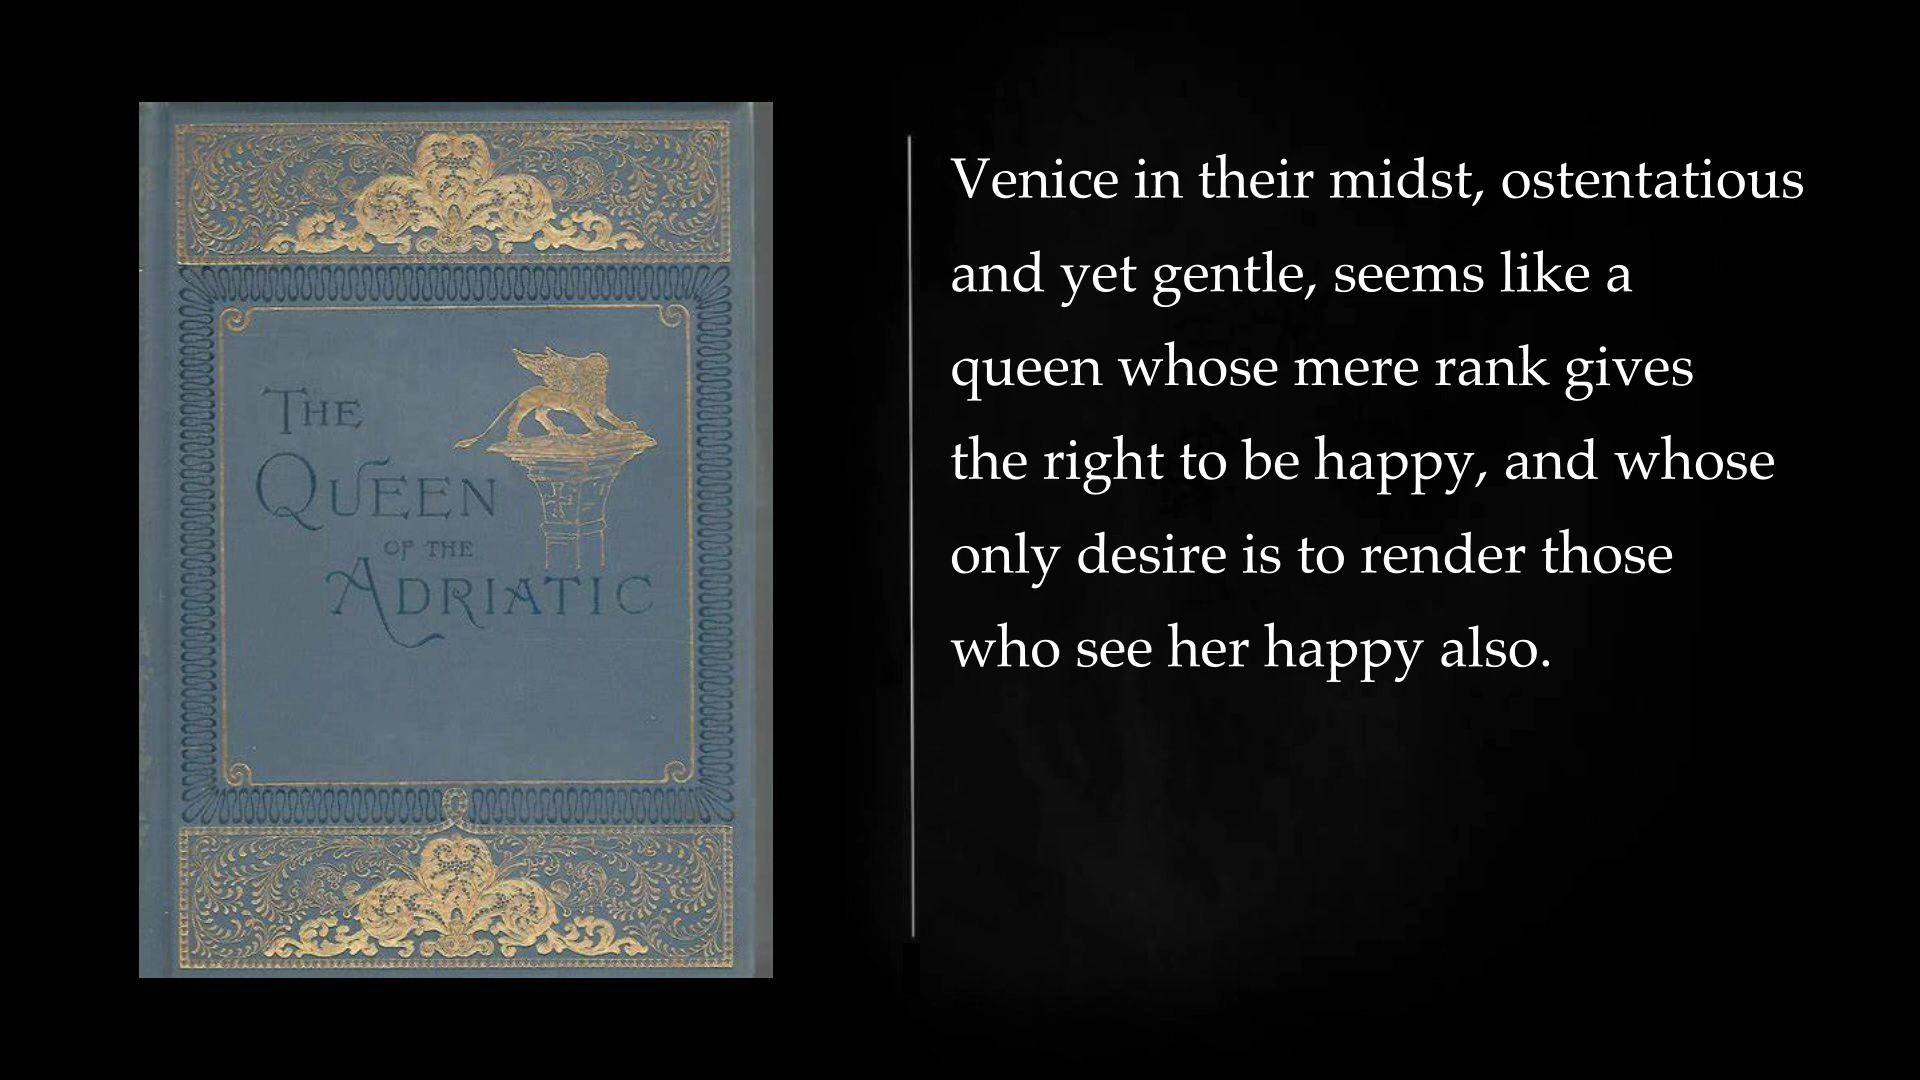 THE
QUEEN
OF THE
ADRIATIC
Venice in their midst, ostentatious
and yet gentle, seems like a
queen whose mere rank gives
the right to be happy, and whose
only desire is to render those
who see her happy also.